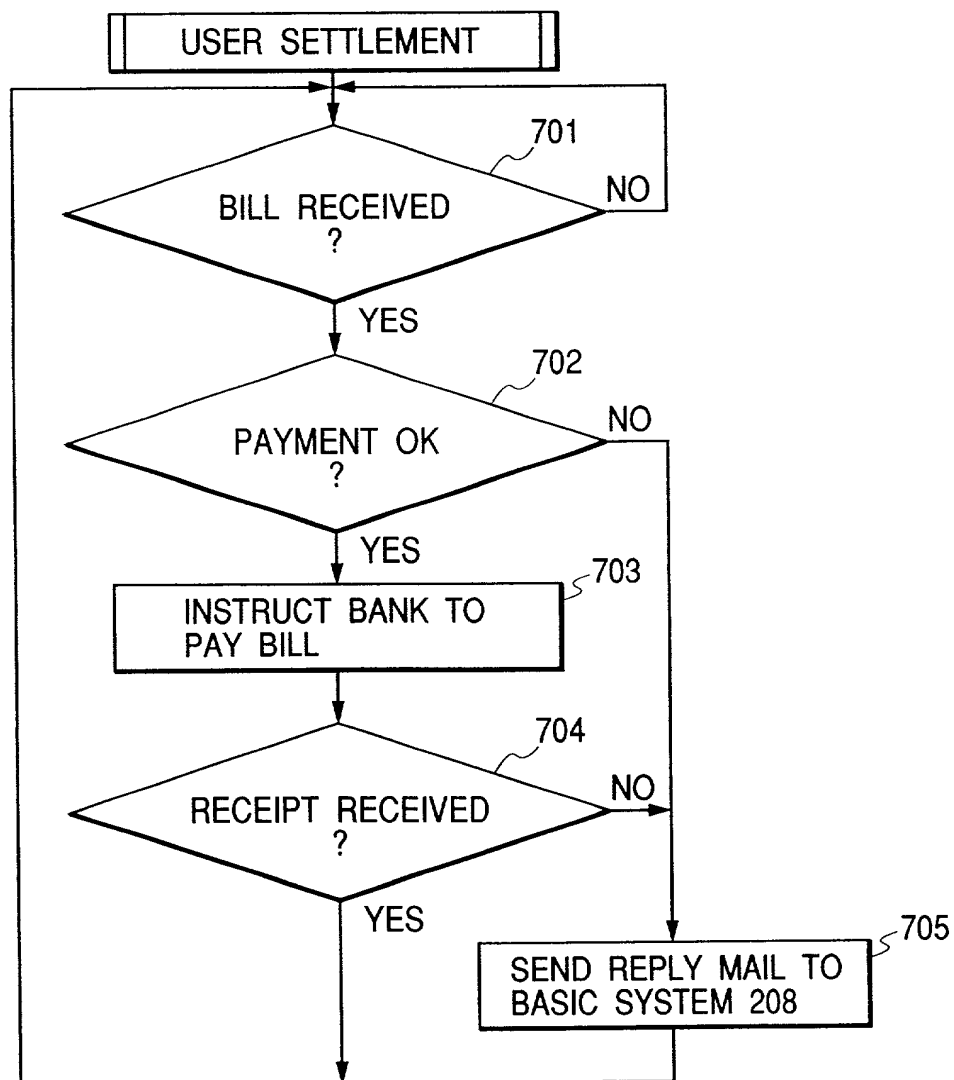 USER SETTLEMENT
701
BILL RECEIVED
?
NO
YES
702
PAYMENT OK
?
NO
YES
703
INSTRUCT BANK TO
PAY BILL
704
RECEIPT RECEIVED
?
NO
YES
705
SEND REPLY MAIL TO
BASIC SYSTEM 208